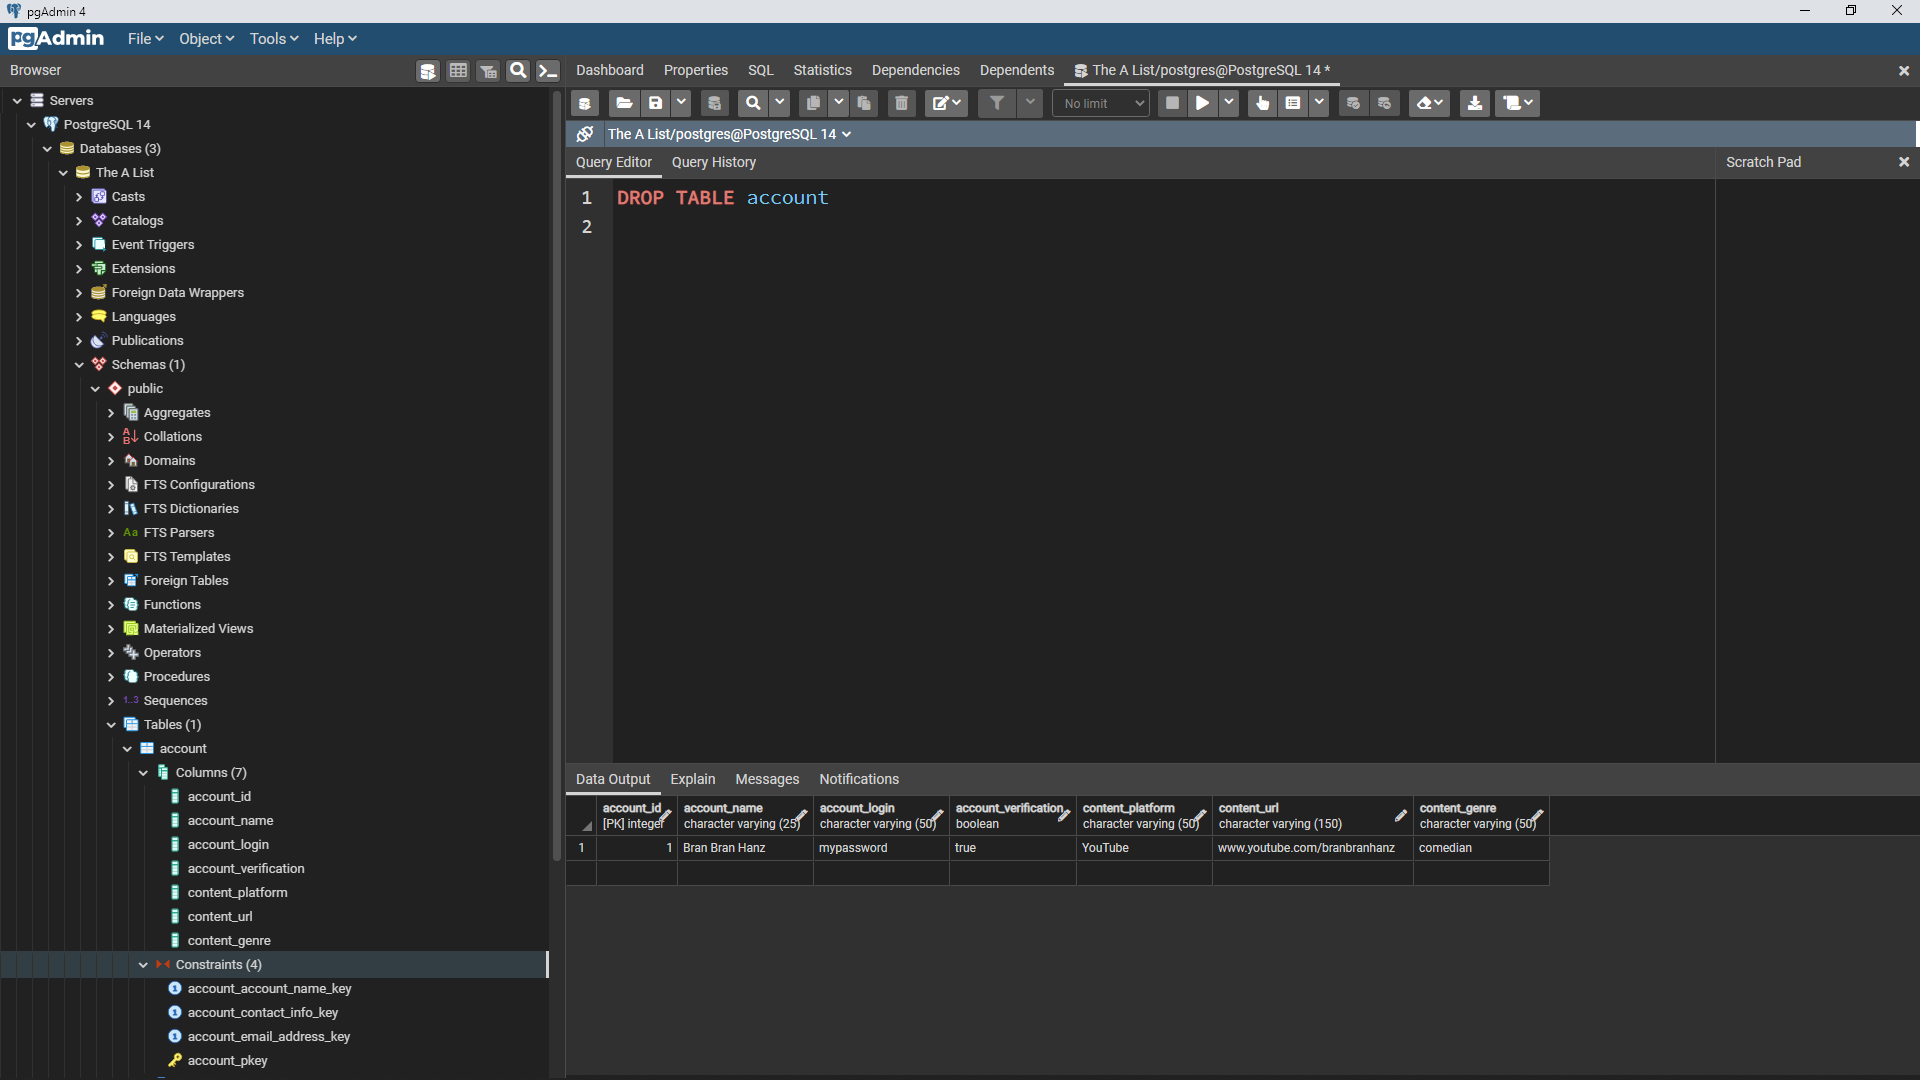 pgAdmin 4
pgAdmin File Object Tools Help
Browser
Dashboard Properties SQL Statistics Dependencies Dependents The A List/postgres@PostgreSQL 14 *
No limit
The A List/postgres@PostgreSQL 14
Query Editor Query History
Scratch Pad
1 DROP TABLE account
2
Servers
PostgreSQL 14
Databases (3)
The A List
Casts
Catalogs
Event Triggers
Extensions
Foreign Data Wrappers
Languages
Publications
Schemas (1)
public
Aggregates
Collations
Domains
FTS Configurations
FTS Dictionaries
Aa FTS Parsers
FTS Templates
Foreign Tables
Functions
Materialized Views
Operators
Procedures
1..3 Sequences
Tables (1)
account
Columns (7)
account_id
account_name
account_login
account_verification
content_platform
content_url
content_genre
Constraints (4)
account_account_name_key
account_contact_info_key
account_email_address_key
account_pkey
Data Output Explain Messages Notifications
account_id account_name account_login account_verification content_platform content_url content_genre
[PK] integer character varying (25) character varying (50) boolean character varying (50) character varying (150) character varying (50)
1 1 Bran Bran Hanz mypassword true YouTube www.youtube.com/branbranhanz comedian